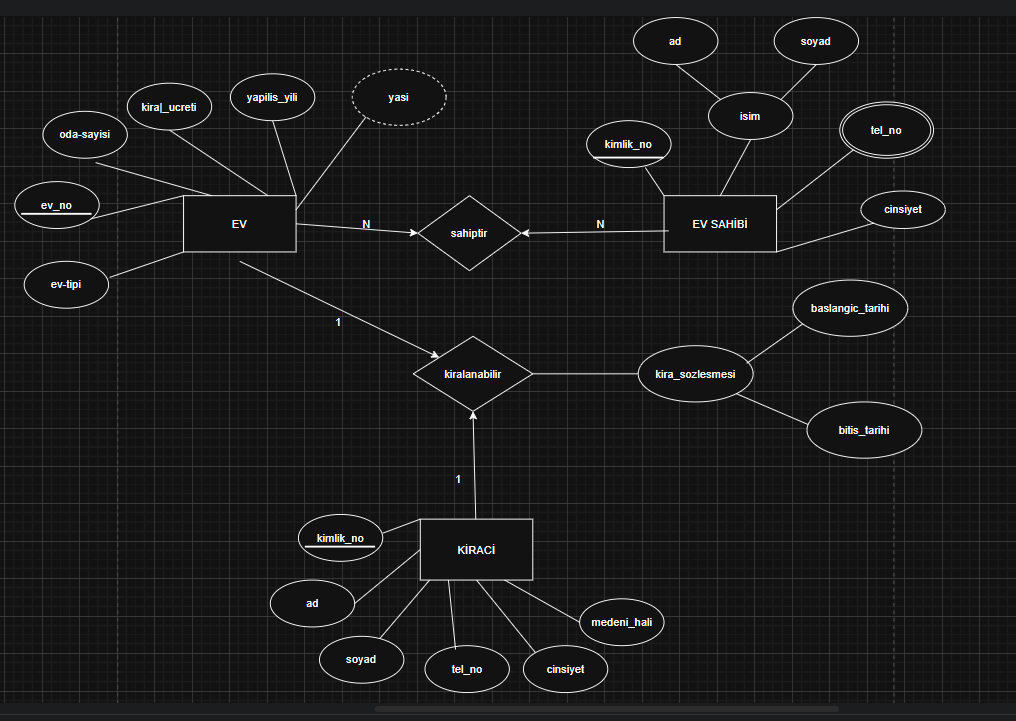 ad
soyad
kiral_ucreti
yapilis_yili
yasi
isim
tel_no
oda-sayisi
kimlik_no
ev_no
cinsiyet
EV
N
sahiptir
N
EV SAHİBİ
ev-tipi
baslangic_tarihi
1
kiralanabilir
kira_sozlesmesi
bitis_tarihi
1
kimlik_no
KİRACİ
ad
medeni_hali
soyad
tel_no
cinsiyet